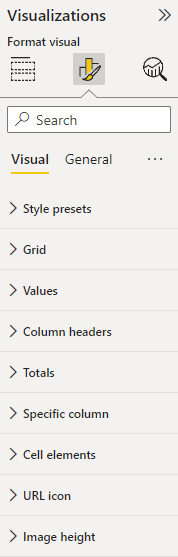 Visualizations
Format visual
Search
Visual General
Style presets
Grid
Values
Column headers
Totals
Specific column
Cell elements
URL icon
Image height